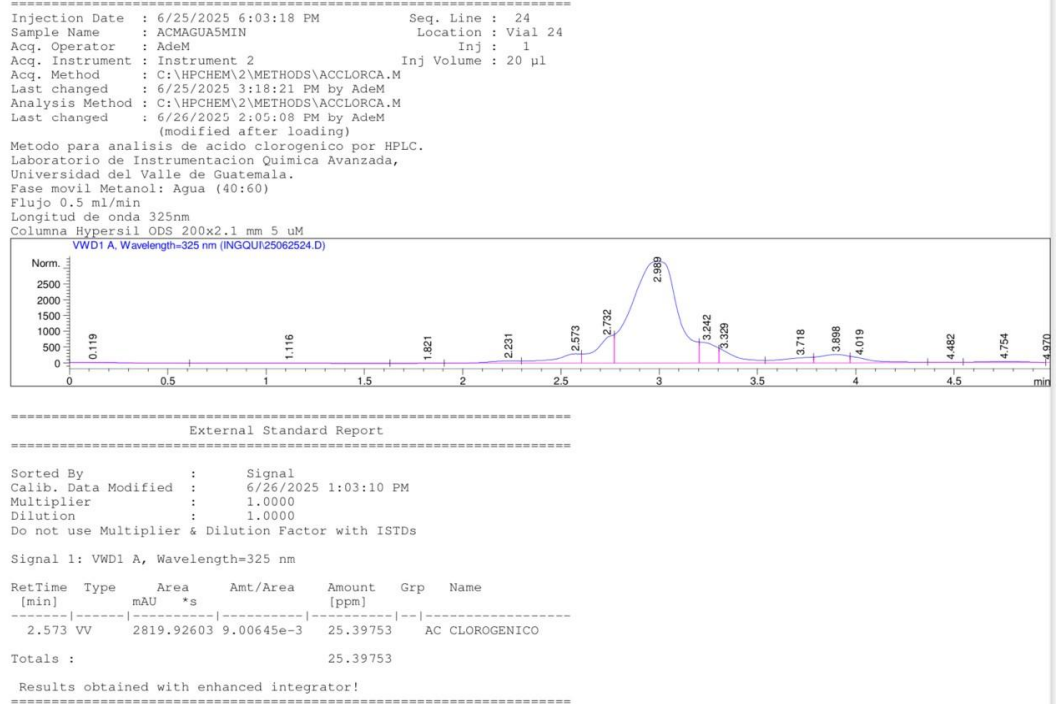 =====================================================================
Injection Date  : 6/25/2025 6:03:18 PM           Seq. Line :  24
Sample Name     : ACMAGUA5MIN                     Location : Vial 24
Acq. Operator   : AdeM                                 Inj :   1
Acq. Instrument : Instrument 2                  Inj Volume : 20 µl
Acq. Method     : C:\HPCHEM\2\METHODS\ACCLORCA.M
Last changed    : 6/25/2025 3:18:21 PM by AdeM
Analysis Method : C:\HPCHEM\2\METHODS\ACCLORCA.M
Last changed    : 6/26/2025 2:05:08 PM by AdeM
                  (modified after loading)
Metodo para analisis de acido clorogenico por HPLC.
Laboratorio de Instrumentacion Quimica Avanzada,
Universidad del Valle de Guatemala.
Fase movil Metanol: Agua (40:60)
Flujo 0.5 ml/min
Longitud de onda 325nm
Columna Hypersil ODS 200x2.1 mm 5 uM
VWD1 A, Wavelength=325 nm (INGQUI\25062524.D)
Norm.
2500
2000
1500
1000
500
0
0.119
1.116
1.821
2.231
2.573
2.732
2.989
3.242
3.329
3.718
3.898
4.019
4.482
4.754
4.970
0 0.5 1 1.5 2 2.5 3 3.5 4 4.5 min
=====================================================================
External Standard Report
=====================================================================
Sorted By             :      Signal
Calib. Data Modified  :      6/26/2025 1:03:10 PM
Multiplier            :      1.0000
Dilution              :      1.0000
Do not use Multiplier & Dilution Factor with ISTDs
Signal 1: VWD1 A, Wavelength=325 nm
RetTime  Type     Area     Amt/Area    Amount   Grp   Name
 [min]         mAU   *s                [ppm]
-------|------|----------|----------|----------|--|------------------
  2.573 VV     2819.92603 9.00645e-3   25.39753    AC CLOROGENICO
Totals :                               25.39753
 Results obtained with enhanced integrator!
=====================================================================